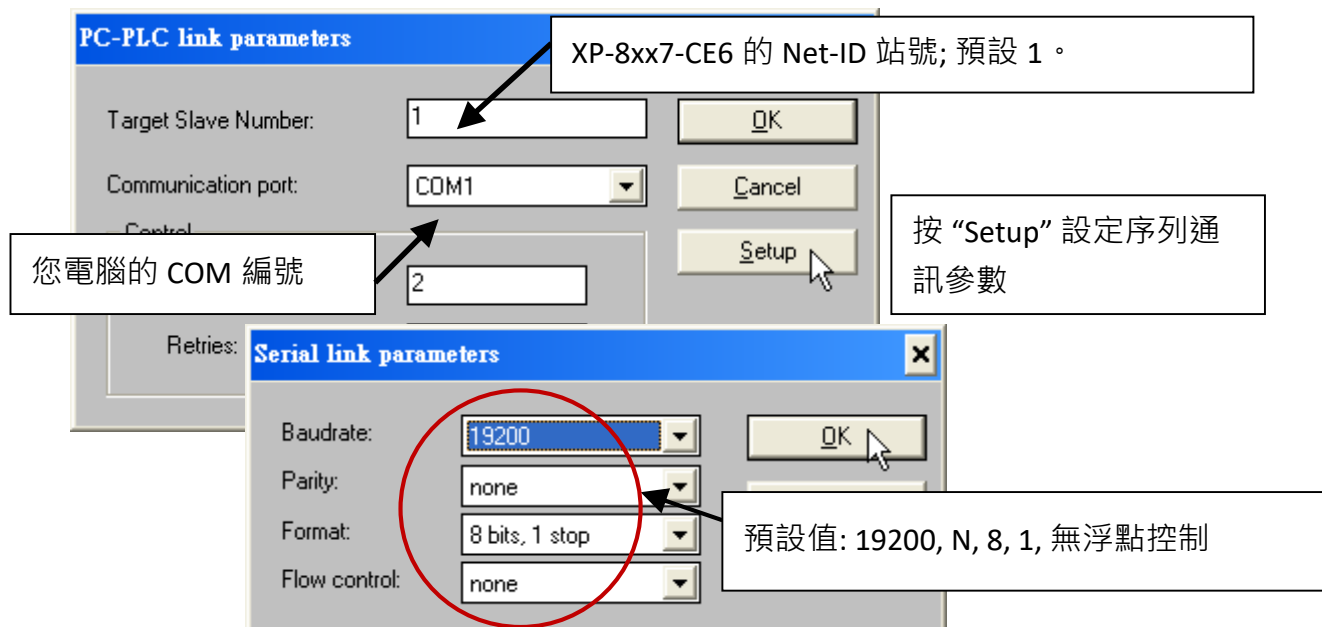 PC-PLC link parameters
XP-8xx7-CE6 的 Net-ID 站號; 預設 1。
Target Slave Number:
1
OK
Communication port:
COM1
Cancel
Control
Setup
按 “Setup” 設定序列通
訊參數
您電腦的 COM 編號
2
Retries:
Serial link parameters
Baudrate:
19200
OK
Parity:
none
Format:
8 bits, 1 stop
預設值: 19200, N, 8, 1, 無浮點控制
Flow control:
none